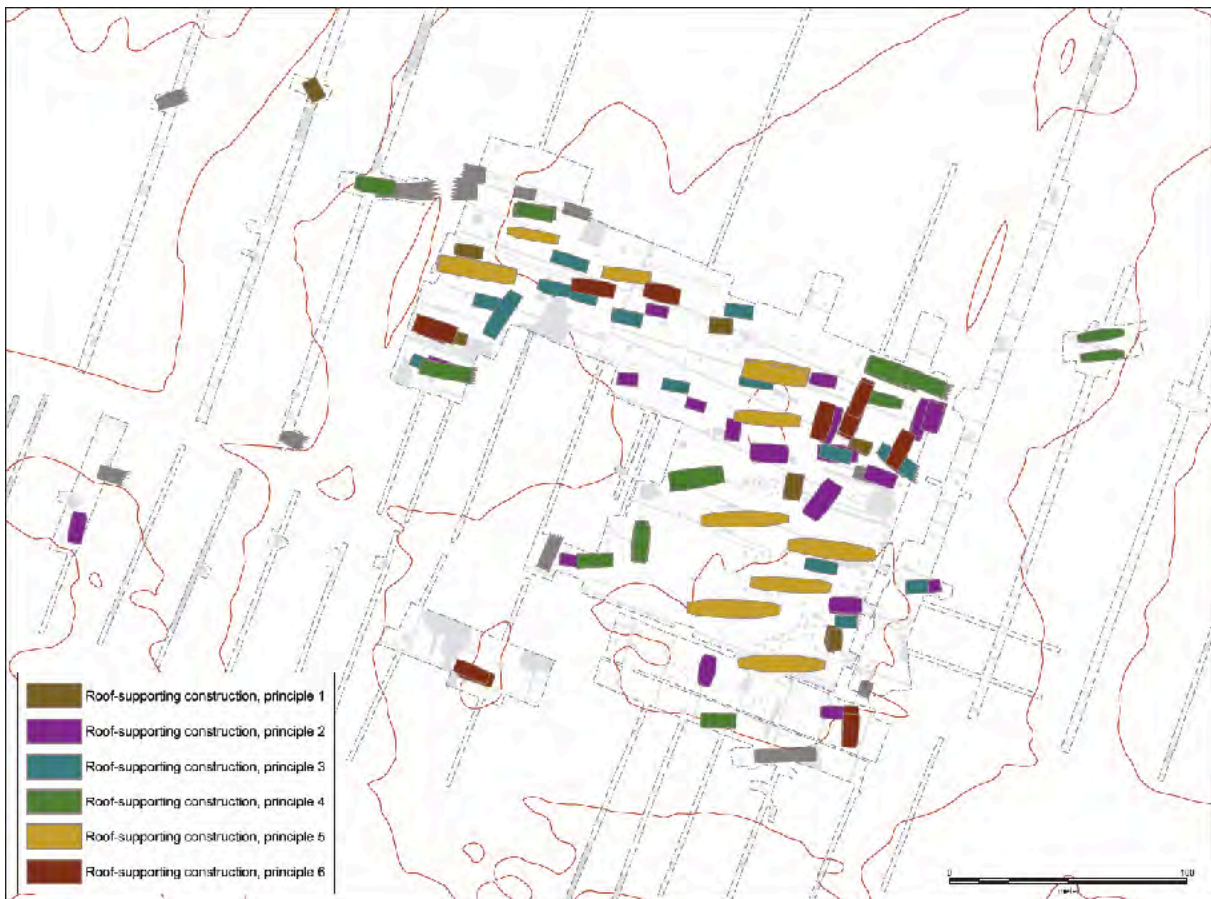 Roof-supporting construction, principle 1
Roof-supporting construction, principle 2
Roof-supporting construction, principle 3
Roof-supporting construction, principle 4
Roof-supporting construction, principle 5
Roof-supporting construction, principle 6
0 100